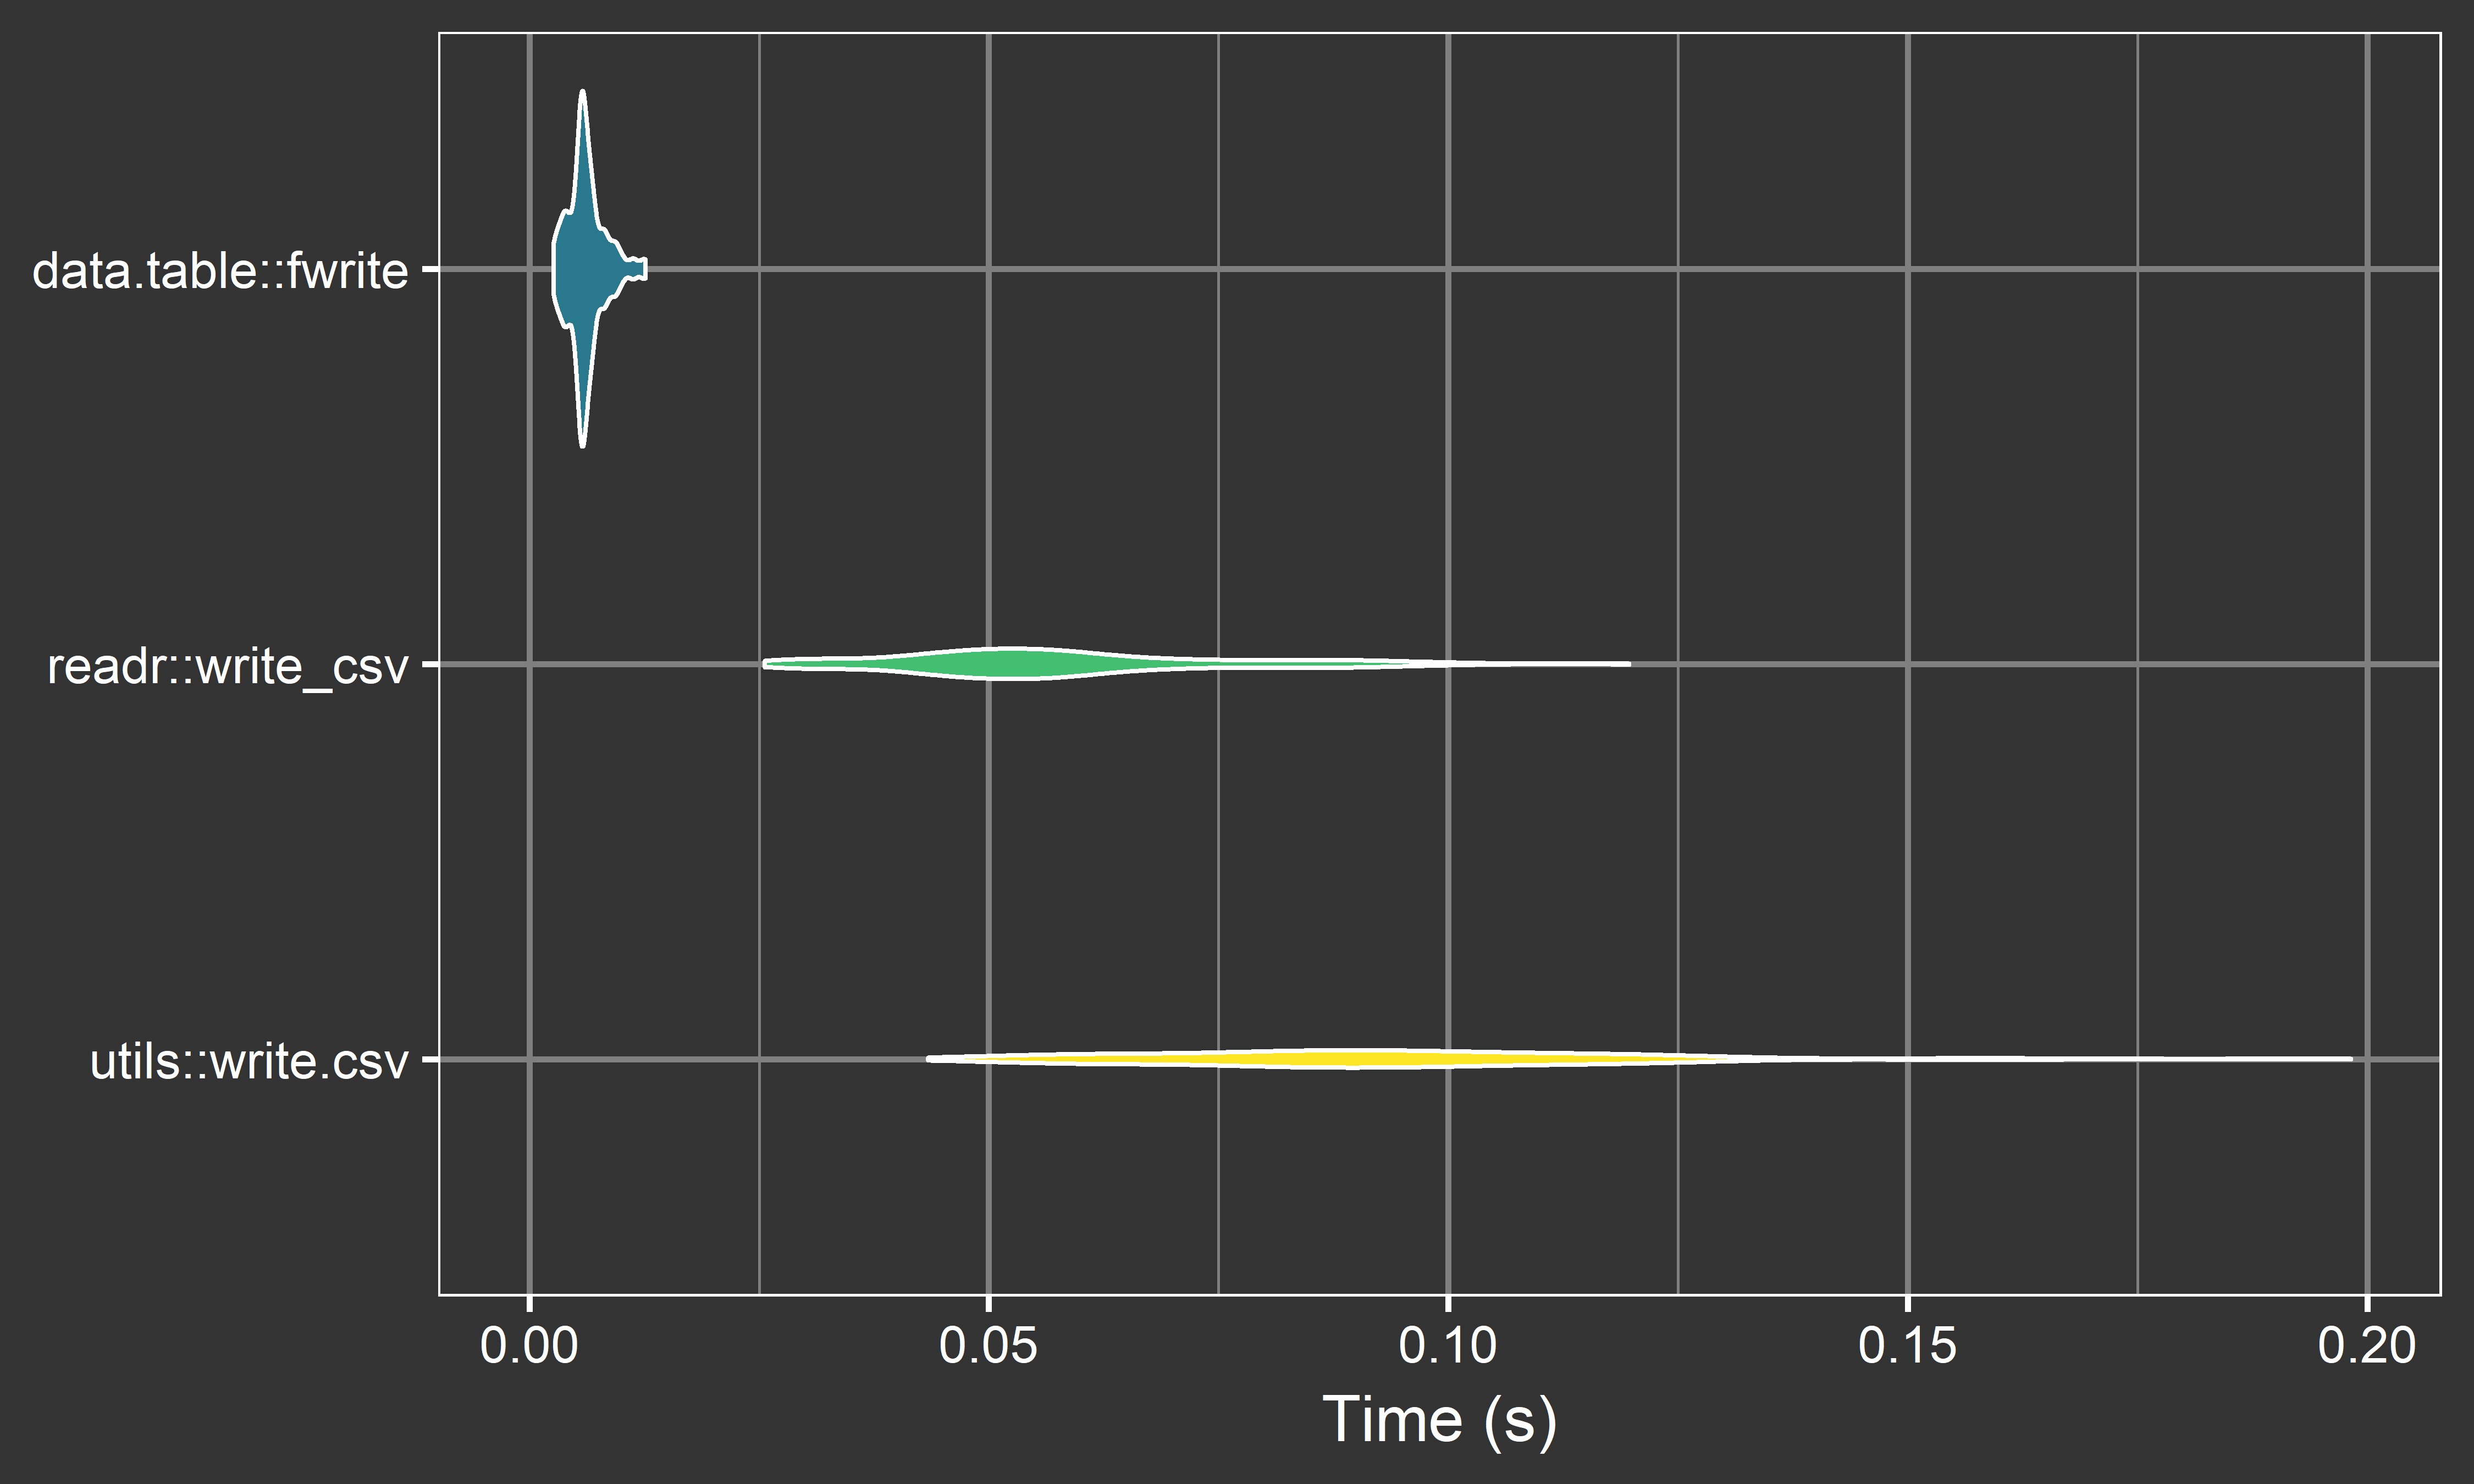 data.table::fwrite
readr::write_csv
utils::write.csv
0.00 0.05 0.10 0.15 0.20
Time (s)